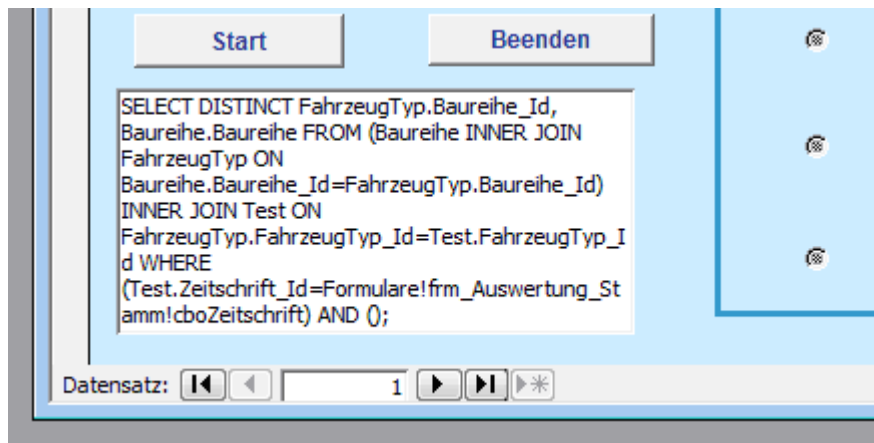 Start
Beenden
SELECT DISTINCT FahrzeugTyp.Baureihe_Id,
Baureihe.Baureihe FROM (Baureihe INNER JOIN
FahrzeugTyp ON
Baureihe.Baureihe_Id=FahrzeugTyp.Baureihe_Id)
INNER JOIN Test ON
FahrzeugTyp.FahrzeugTyp_Id=Test.FahrzeugTyp_I
d WHERE
(Test.Zeitschrift_Id=Formulare!frm_Auswertung_St
amm!cboZeitschrift) AND ();
Datensatz: 1